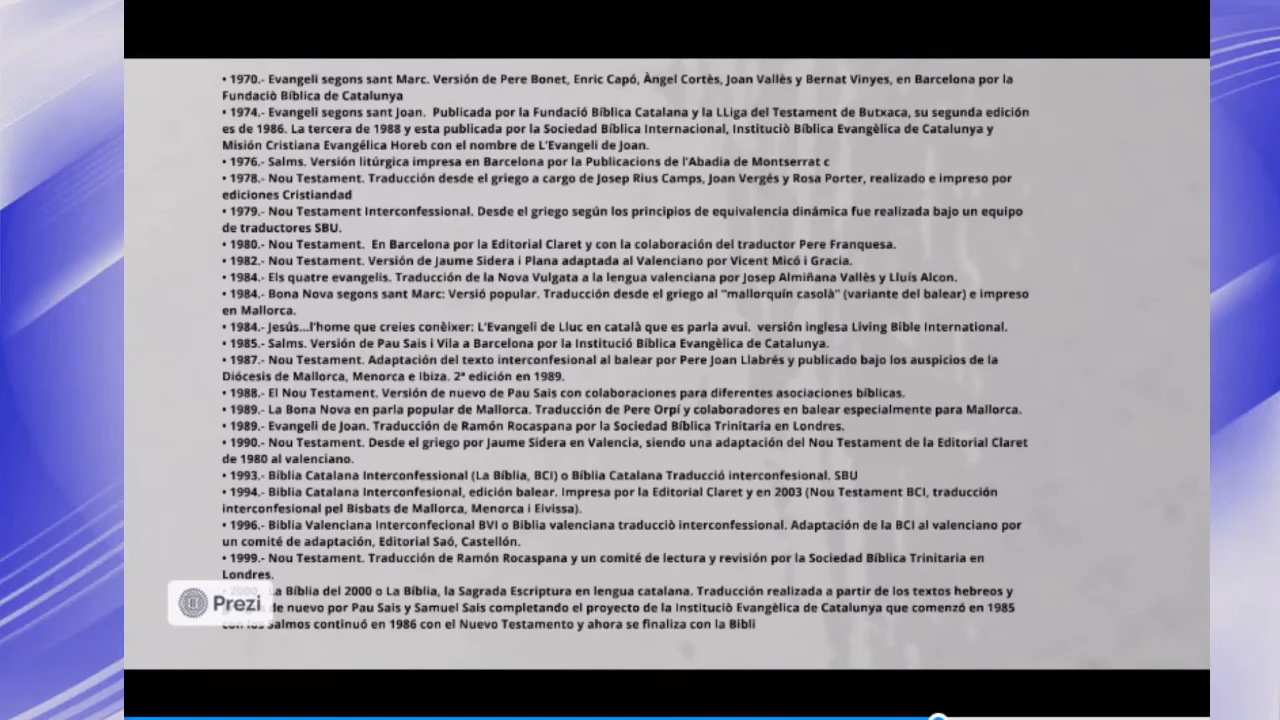 • 1970.- Evangeli segons sant Marc. Versión de Pere Bonet, Enric Capó, Àngel Cortès, Joan Vallès y Bernat Vinyes, en Barcelona por la
Fundaciò Bíblica de Catalunya
• 1974.- Evangeli segons sant Joan.  Publicada por la Fundació Bíblica Catalana y la LLiga del Testament de Butxaca, su segunda edición
es de 1986. La tercera de 1988 y esta publicada por la Sociedad Bíblica Internacional, Instituciò Bíblica Evangèlica de Catalunya y
Misión Cristiana Evangélica Horeb con el nombre de L'Evangeli de Joan.
• 1976.- Salms. Versión litúrgica impresa en Barcelona por la Publicacions de l'Abadia de Montserrat c
• 1978.- Nou Testament. Traducción desde el griego a cargo de Josep Rius Camps, Joan Vergés y Rosa Porter, realizado e impreso por
ediciones Cristiandad
• 1979.- Nou Testament Interconfessional. Desde el griego según los principios de equivalencia dinámica fue realizada bajo un equipo
de traductores SBU.
• 1980.- Nou Testament.  En Barcelona por la Editorial Claret y con la colaboración del traductor Pere Franquesa.
• 1982.- Nou Testament. Versión de Jaume Sidera i Plana adaptada al Valenciano por Vicent Micó i Gracia.
• 1984.- Els quatre evangelis. Traducción de la Nova Vulgata a la lengua valenciana por Josep Almiñana Vallès y Lluís Alcon.
• 1984.- Bona Nova segons sant Marc: Versió popular. Traducción desde el griego al "mallorquín casolà" (variante del balear) e impreso
en Mallorca.
• 1984.- Jesús...l'home que creies conèixer: L'Evangeli de Lluc en català que es parla avui.  versión inglesa Living Bible International.
• 1985.- Salms. Versión de Pau Sais i Vila a Barcelona por la Institució Bíblica Evangèlica de Catalunya.
• 1987.- Nou Testament. Adaptación del texto interconfesional al balear por Pere Joan Llabrés y publicado bajo los auspicios de la
Diócesis de Mallorca, Menorca e Ibiza. 2ª edición en 1989.
• 1988.- El Nou Testament. Versión de nuevo de Pau Sais con colaboraciones para diferentes asociaciones bíblicas.
• 1989.- La Bona Nova en parla popular de Mallorca. Traducción de Pere Orpí y colaboradores en balear especialmente para Mallorca.
• 1989.- Evangeli de Joan. Traducción de Ramón Rocaspana por la Sociedad Bíblica Trinitaria en Londres.
• 1990.- Nou Testament. Desde el griego por Jaume Sidera en Valencia, siendo una adaptación del Nou Testament de la Editorial Claret
de 1980 al valenciano.
• 1993.- Bíblia Catalana Interconfessional (La Bíblia, BCI) o Bíblia Catalana Traducció interconfesional. SBU
• 1994.- Biblia Catalana Interconfesional, edición balear. Impresa por la Editorial Claret y en 2003 (Nou Testament BCI, traducción
interconfesional pel Bisbats de Mallorca, Menorca i Eivissa).
• 1996.- Biblia Valenciana Interconfecional BVI o Biblia valenciana traducciò interconfessional. Adaptación de la BCI al valenciano por
un comité de adaptación, Editorial Saó, Castellón.
• 1999.- Nou Testament. Traducción de Ramón Rocaspana y un comité de lectura y revisión por la Sociedad Bíblica Trinitaria en
Londres.
• 2000.- La Bíblia del 2000 o La Bíblia, la Sagrada Escriptura en lengua catalana. Traducción realizada a partir de los textos hebreos y
de nuevo por Pau Sais y Samuel Sais completando el proyecto de la Instituciò Evangèlica de Catalunya que comenzó en 1985
con los Salmos continuó en 1986 con el Nuevo Testamento y ahora se finaliza con la Bibli
Prezi